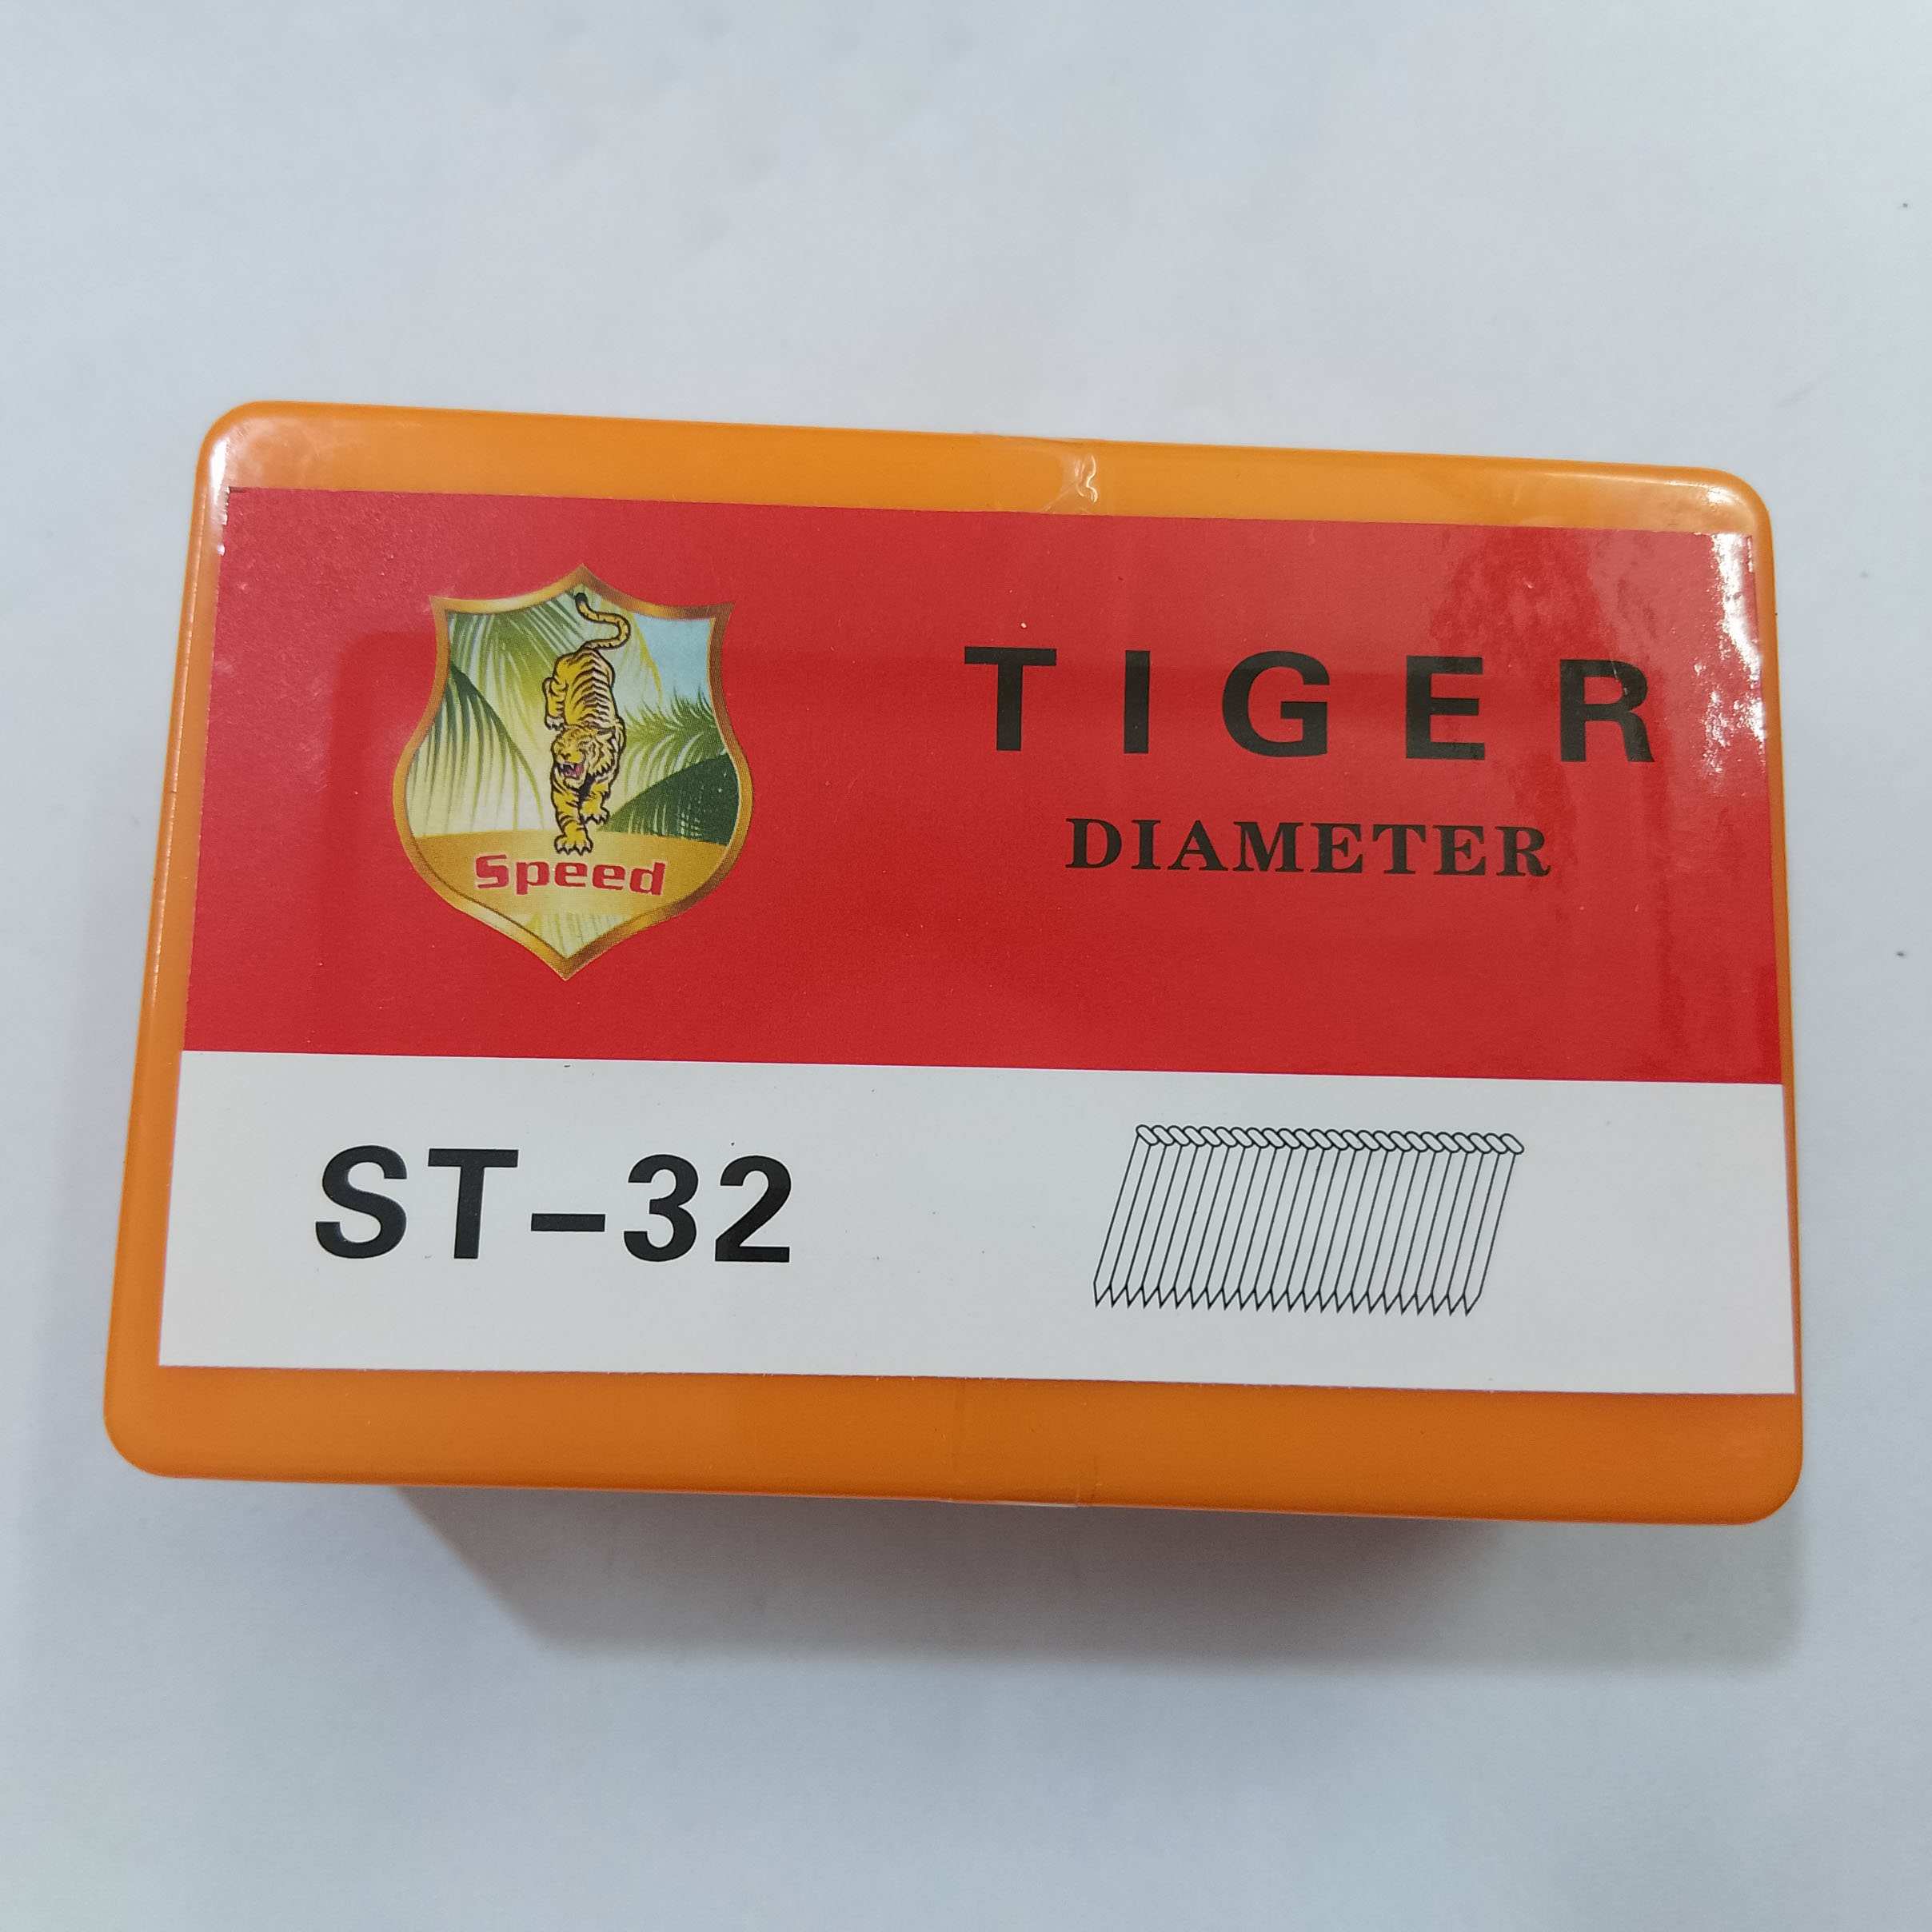 Speed
TIGER
DIAMETER
ST-32